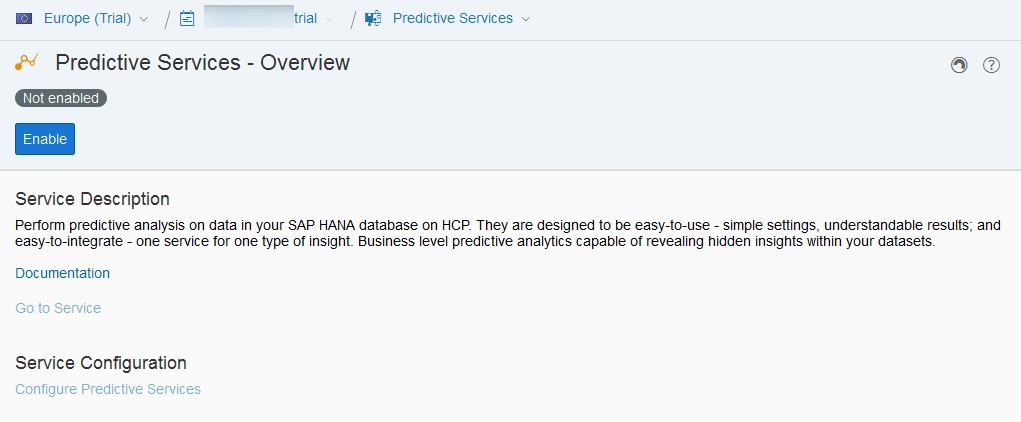 Europe (Trial) / trial / Predictive Services
Predictive Services - Overview
Not enabled
Enable
Service Description
Perform predictive analysis on data in your SAP HANA database on HCP. They are designed to be easy-to-use - simple settings, understandable results; and
easy-to-integrate - one service for one type of insight. Business level predictive analytics capable of revealing hidden insights within your datasets.
Documentation
Go to Service
Service Configuration
Configure Predictive Services